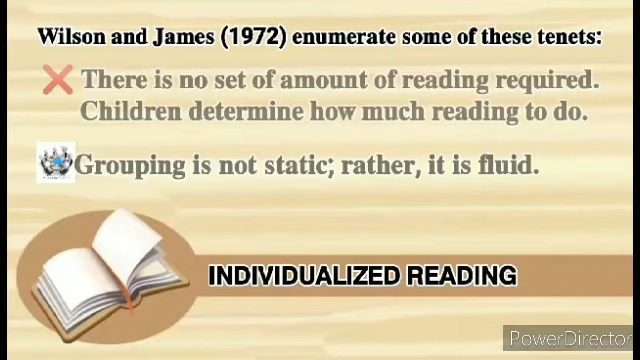 Wilson and James (1972) enumerate some of these tenets:
There is no set of amount of reading required.
Children determine how much reading to do.
Grouping is not static; rather, it is fluid.
INDIVIDUALIZED READING
PowerDirector